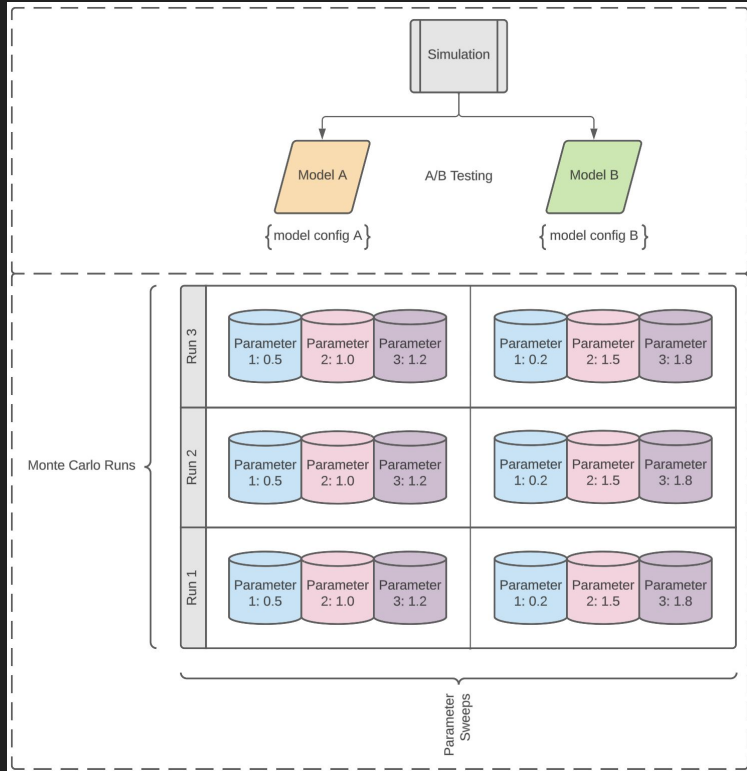 Simulation
Model A
A/B Testing
Model B
{model config A}
{model config B}
Run 3
Parameter
1: 0.5
Parameter
2: 1.0
Parameter
3: 1.2
Parameter
1: 0.2
Parameter
2: 1.5
Parameter
3: 1.8
Monte Carlo Runs
Run 2
Parameter
1: 0.5
Parameter
2: 1.0
Parameter
3: 1.2
Parameter
1: 0.2
Parameter
2: 1.5
Parameter
3: 1.8
Run 1
Parameter
1: 0.5
Parameter
2: 1.0
Parameter
3: 1.2
Parameter
1: 0.2
Parameter
2: 1.5
Parameter
3: 1.8
Parameter
Sweeps